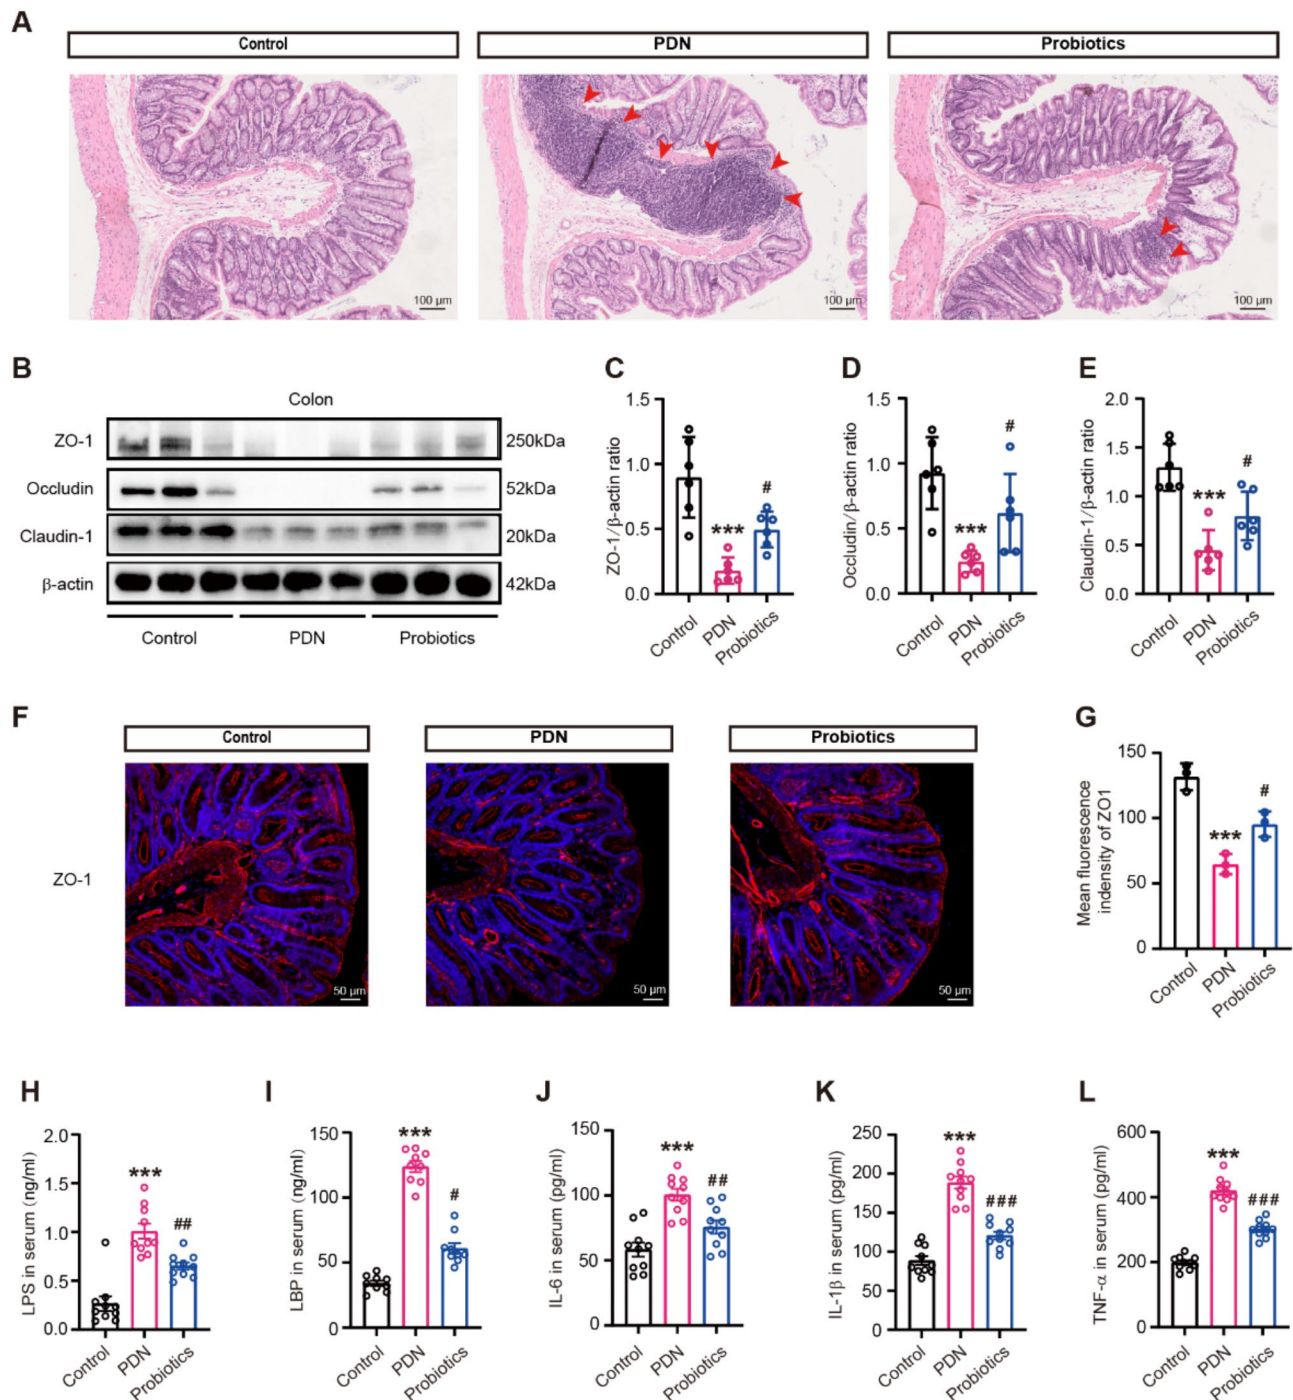 A
Control
PDN
Probiotics
100 μm
100 μm
100 μm
B
Colon
ZO-1
250kDa
Occludin
52kDa
Claudin-1
20kDa
β-actin
42kDa
Control
PDN
Probiotics
C
ZO-1/β-actin ratio
1.5
1.0
0.5
0.0
***
#
Control
PDN
Probiotics
D
Occludin/β-actin ratio
1.5
1.0
0.5
0.0
***
#
Control
PDN
Probiotics
E
Claudin-1/β-actin ratio
2.0
1.5
1.0
0.5
0.0
***
#
Control
PDN
Probiotics
F
Control
PDN
Probiotics
ZO-1
50 μm
50 μm
50 μm
G
Mean fluorescence
indensity of ZO1
150
100
50
0
***
#
Control
PDN
Probiotics
H
LPS in serum (ng/ml)
2.0
1.5
1.0
0.5
0.0
***
##
Control
PDN
Probiotics
I
LBP in serum (ng/ml)
150
100
50
0
***
#
Control
PDN
Probiotics
J
IL-6 in serum (pg/ml)
150
100
50
0
***
##
Control
PDN
Probiotics
K
IL-1β in serum (pg/ml)
250
200
150
100
50
0
***
###
Control
PDN
Probiotics
L
TNF-α in serum (pg/ml)
600
400
200
0
***
###
Control
PDN
Probiotics